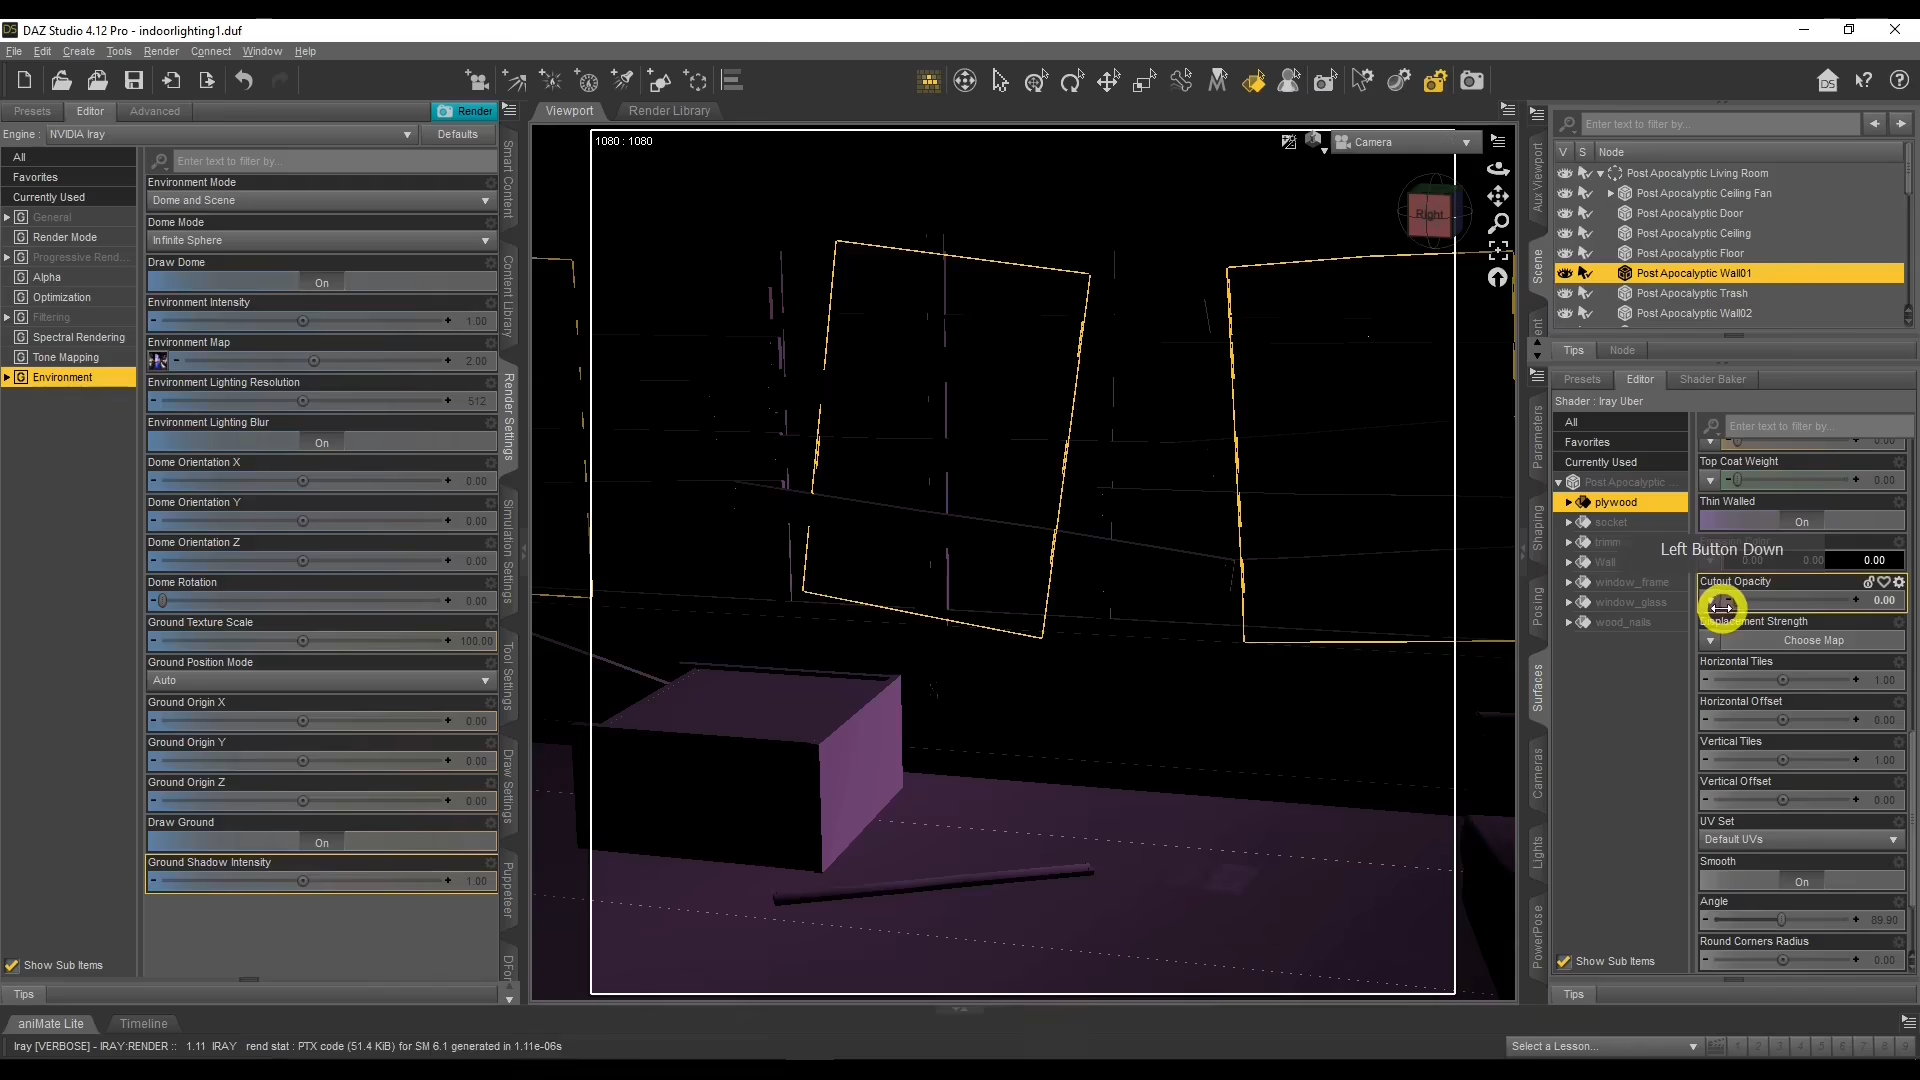 DAZ Studio 4.12 Pro - indoorlighting1.duf
File Edit Create Tools Render Connect Window Help
Presets Editor Advanced Render
Engine : NVIDIA Iray Defaults
All
Favorites
Currently Used
General
Render Mode
Progressive Rend...
Alpha
Optimization
Filtering
Spectral Rendering
Tone Mapping
Environment
Show Sub Items
Tips
Enter text to filter by...
Environment Mode
Dome and Scene
Dome Mode
Infinite Sphere
Draw Dome
On
Environment Intensity
1.00
Environment Map
2.00
Environment Lighting Resolution
512
Environment Lighting Blur
On
Dome Orientation X
0.00
Dome Orientation Y
0.00
Dome Orientation Z
0.00
Dome Rotation
0.00
Ground Texture Scale
100.00
Ground Position Mode
Auto
Ground Origin X
0.00
Ground Origin Y
0.00
Ground Origin Z
0.00
Draw Ground
On
Ground Shadow Intensity
1.00
Smart Content
Content Library
Render Settings
Simulation Settings
Tool Settings
Draw Settings
Puppeteer
DFor
Viewport Render Library
1080 : 1080
Camera
Right
Aux Viewport
Scene
Parameters
Shaping
Posing
Surfaces
Cameras
Lights
PowerPose
Enter text to filter by...
V S Node
Post Apocalyptic Living Room
Post Apocalyptic Ceiling Fan
Post Apocalyptic Door
Post Apocalyptic Ceiling
Post Apocalyptic Floor
Post Apocalyptic Wall01
Post Apocalyptic Trash
Post Apocalyptic Wall02
Tips Node
Presets Editor Shader Baker
Shader : Iray Uber
All
Favorites
Currently Used
Post Apocalyptic ...
plywood
socket
trimm
Wall
window_frame
window_glass
wood_nails
Show Sub Items
Tips
Enter text to filter by...
0.00
Top Coat Weight
0.00
Thin Walled
On
Left Button Down
0.00 0.00 0.00
Cutout Opacity
0.00
Displacement Strength
Choose Map
Horizontal Tiles
1.00
Horizontal Offset
0.00
Vertical Tiles
1.00
Vertical Offset
0.00
UV Set
Default UVs
Smooth
On
Angle
89.90
Round Corners Radius
0.00
aniMate Lite Timeline
Iray [VERBOSE] - IRAY:RENDER :: 1.11 IRAY rend stat : PTX code (51.4 KiB) for SM 6.1 generated in 1.11e-06s
Select a Lesson... 1 2 3 4 5 6 7 8 9